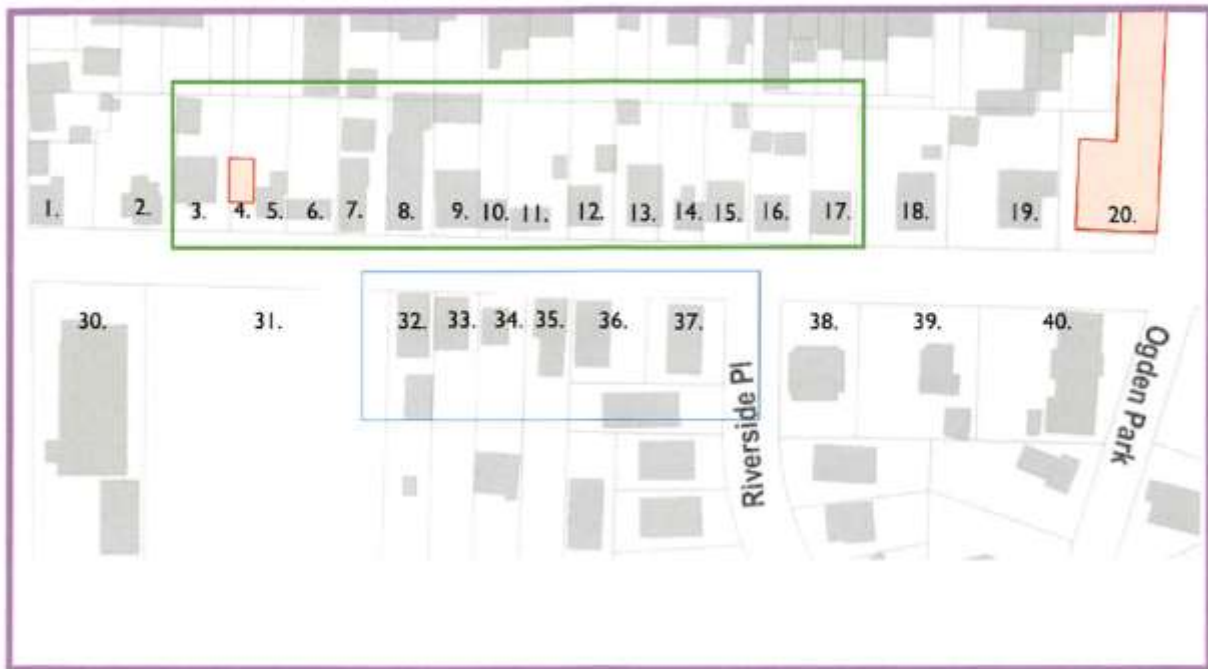 1. 2. 3. 4. 5. 6. 7. 8. 9. 10. 11. 12. 13. 14. 15. 16. 17. 18. 19. 20.
30. 31. 32. 33. 34. 35. 36. 37. 38. 39. 40.
Riverside Pl
Ogden Park